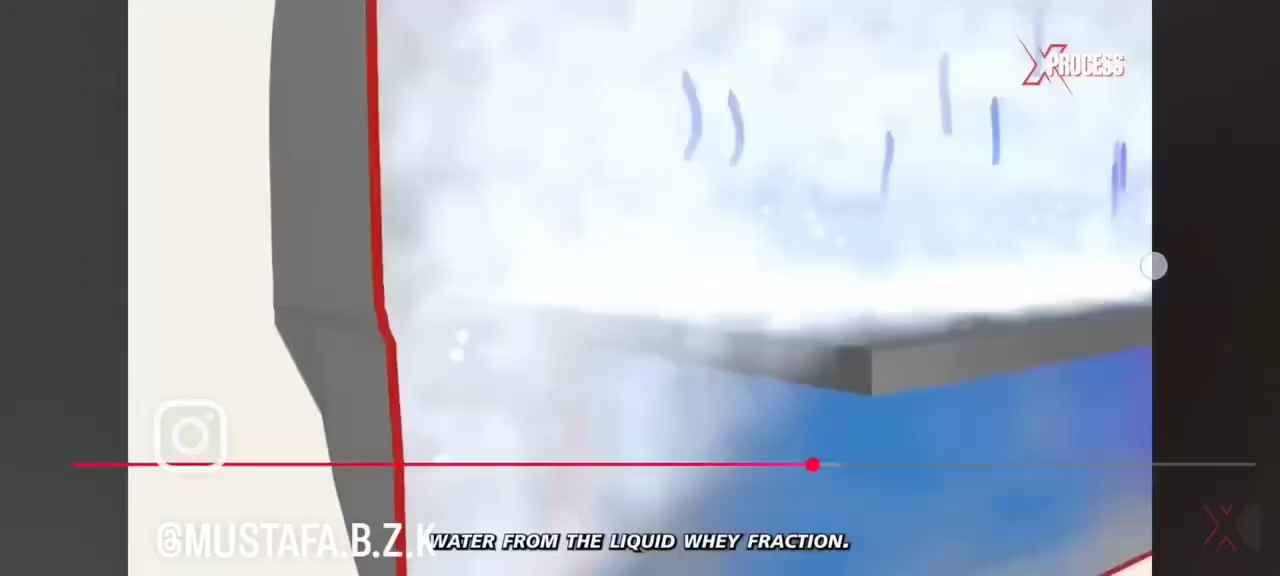 XPROCESS
@MUSTAFA.B.Z.K
WATER FROM THE LIQUID WHEY FRACTION.